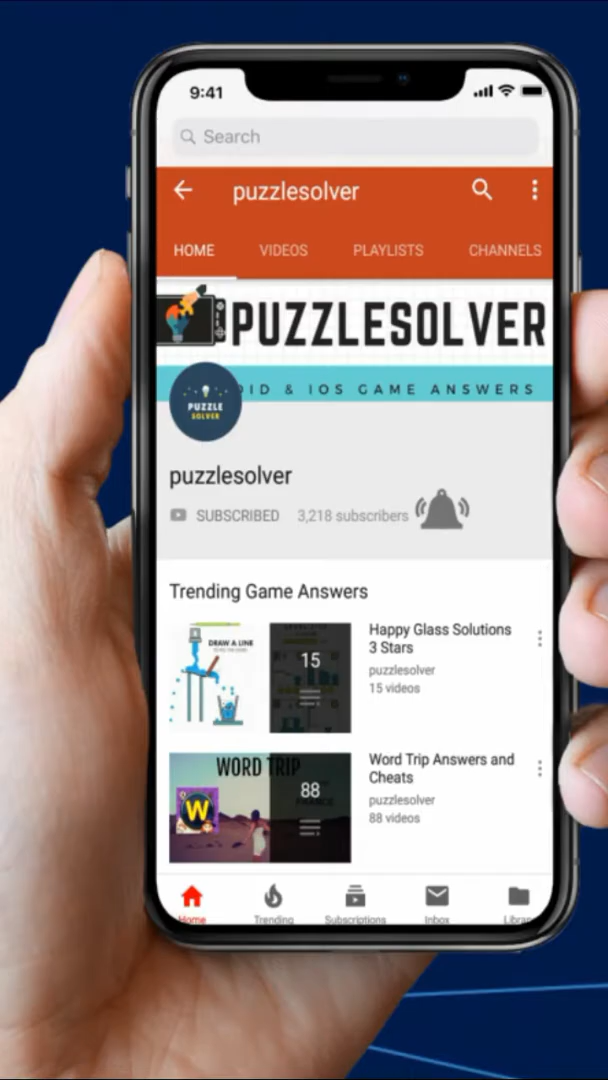 9:41
Search
puzzlesolver
HOME VIDEOS PLAYLISTS CHANNELS
PUZZLESOLVER
OID & IOS GAME ANSWERS
PUZZLE
SOLVER
puzzlesolver
SUBSCRIBED 3,218 subscribers
Trending Game Answers
DRAW A LINE
15
Happy Glass Solutions
3 Stars
puzzlesolver
15 videos
WORD TRIP
W
88
Word Trip Answers and
Cheats
puzzlesolver
88 videos
Home Trending Subscriptions Inbox Librar